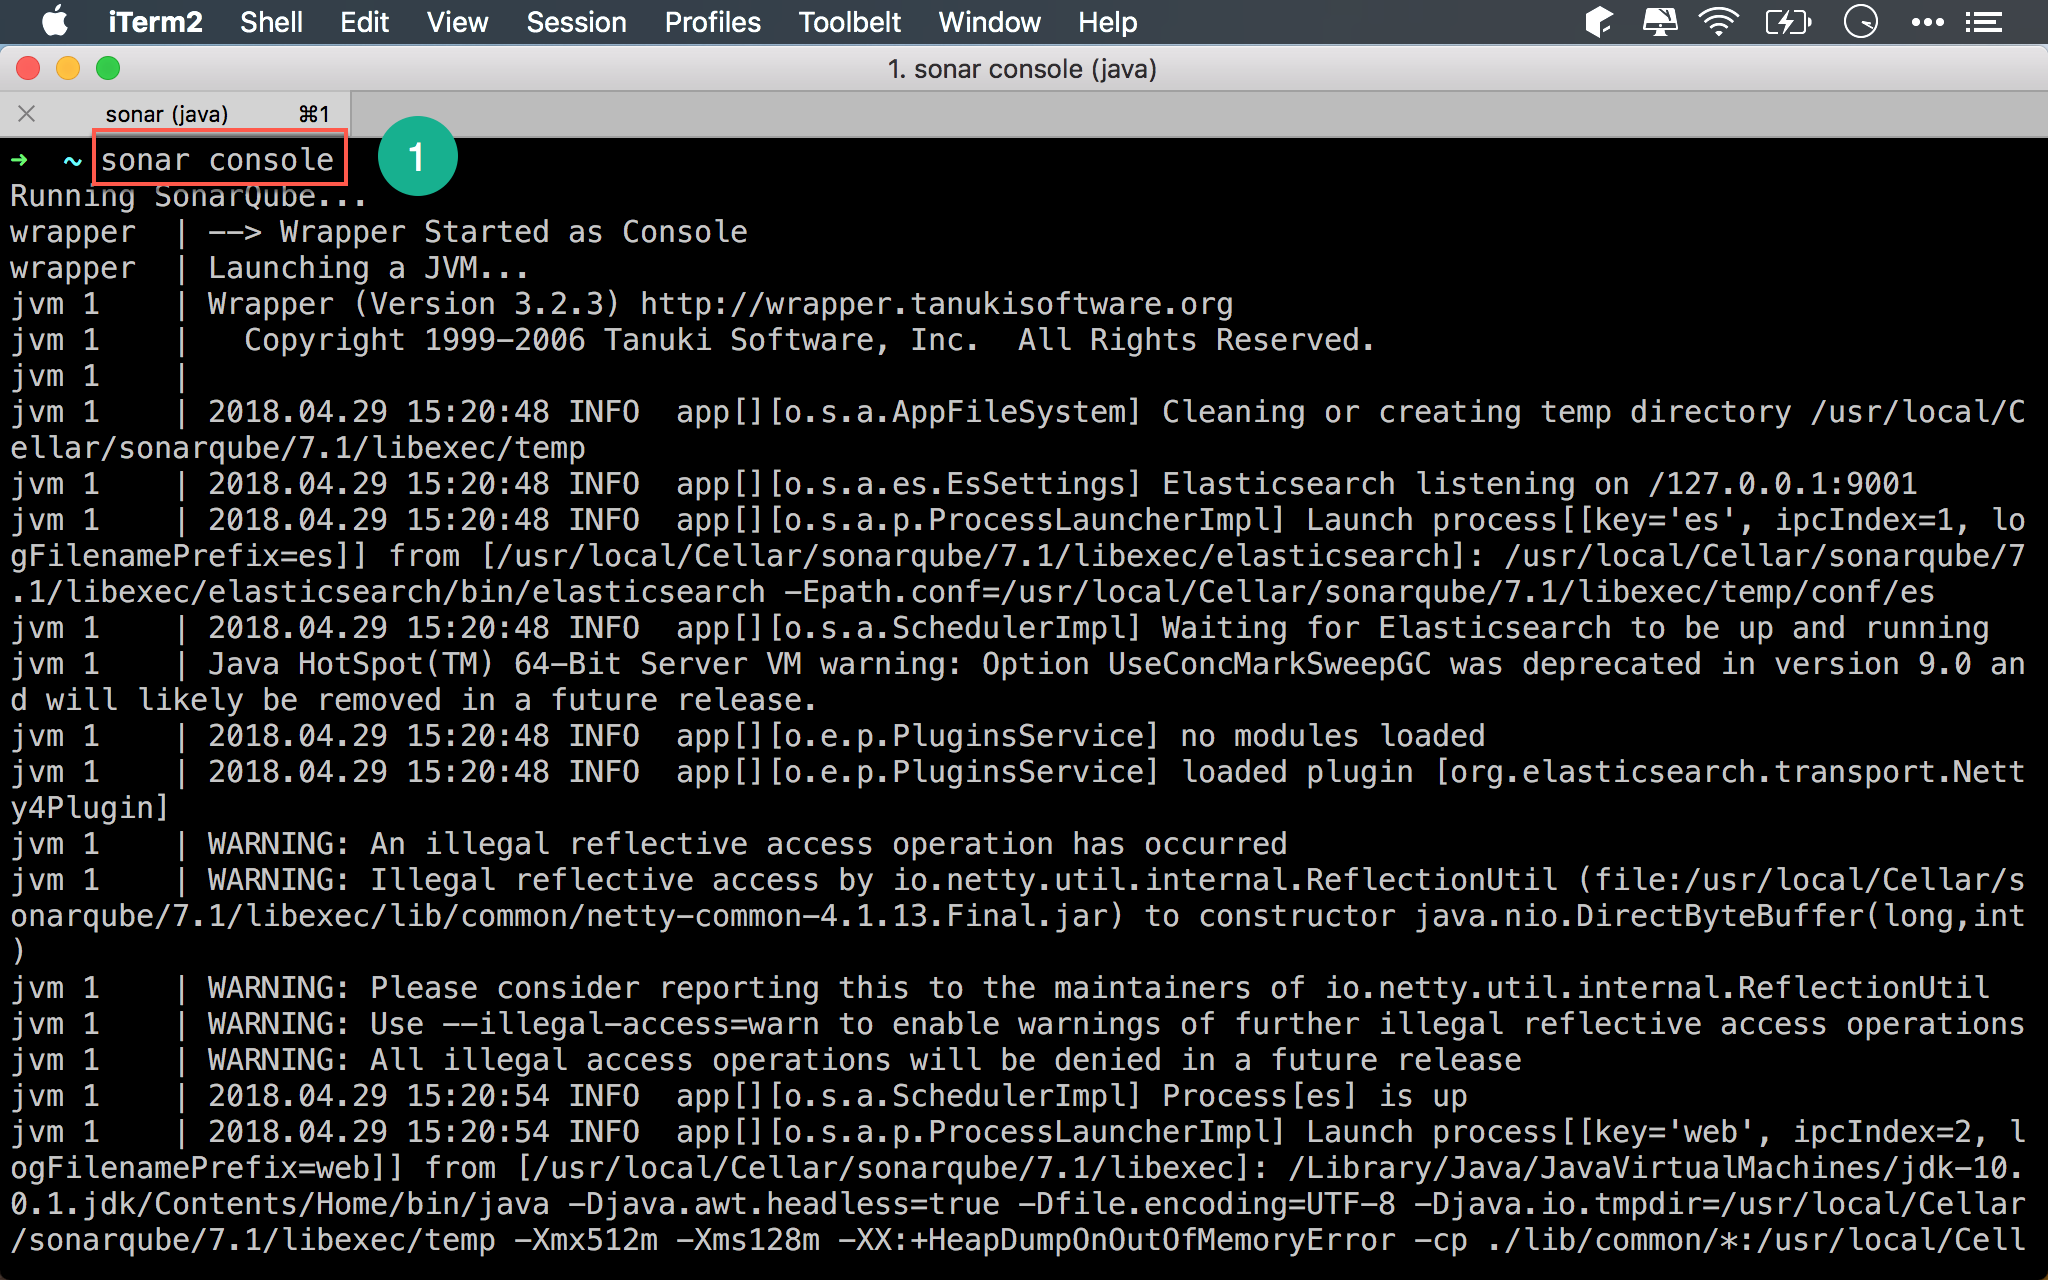 iTerm2 Shell Edit View Session Profiles Toolbelt Window Help
1. sonar console (java)
sonar (java) ⌘1
➜ ~ sonar console
1
Running SonarQube...
wrapper  | --> Wrapper Started as Console
wrapper  | Launching a JVM...
jvm 1    | Wrapper (Version 3.2.3) http://wrapper.tanukisoftware.org
jvm 1    |   Copyright 1999-2006 Tanuki Software, Inc.  All Rights Reserved.
jvm 1    |
jvm 1    | 2018.04.29 15:20:48 INFO  app[][o.s.a.AppFileSystem] Cleaning or creating temp directory /usr/local/C
ellar/sonarqube/7.1/libexec/temp
jvm 1    | 2018.04.29 15:20:48 INFO  app[][o.s.a.es.EsSettings] Elasticsearch listening on /127.0.0.1:9001
jvm 1    | 2018.04.29 15:20:48 INFO  app[][o.s.a.p.ProcessLauncherImpl] Launch process[[key='es', ipcIndex=1, lo
gFilenamePrefix=es]] from [/usr/local/Cellar/sonarqube/7.1/libexec/elasticsearch]: /usr/local/Cellar/sonarqube/7
.1/libexec/elasticsearch/bin/elasticsearch -Epath.conf=/usr/local/Cellar/sonarqube/7.1/libexec/temp/conf/es
jvm 1    | 2018.04.29 15:20:48 INFO  app[][o.s.a.SchedulerImpl] Waiting for Elasticsearch to be up and running
jvm 1    | Java HotSpot(TM) 64-Bit Server VM warning: Option UseConcMarkSweepGC was deprecated in version 9.0 an
d will likely be removed in a future release.
jvm 1    | 2018.04.29 15:20:48 INFO  app[][o.e.p.PluginsService] no modules loaded
jvm 1    | 2018.04.29 15:20:48 INFO  app[][o.e.p.PluginsService] loaded plugin [org.elasticsearch.transport.Nett
y4Plugin]
jvm 1    | WARNING: An illegal reflective access operation has occurred
jvm 1    | WARNING: Illegal reflective access by io.netty.util.internal.ReflectionUtil (file:/usr/local/Cellar/s
onarqube/7.1/libexec/lib/common/netty-common-4.1.13.Final.jar) to constructor java.nio.DirectByteBuffer(long,int
)
jvm 1    | WARNING: Please consider reporting this to the maintainers of io.netty.util.internal.ReflectionUtil
jvm 1    | WARNING: Use --illegal-access=warn to enable warnings of further illegal reflective access operations
jvm 1    | WARNING: All illegal access operations will be denied in a future release
jvm 1    | 2018.04.29 15:20:54 INFO  app[][o.s.a.SchedulerImpl] Process[es] is up
jvm 1    | 2018.04.29 15:20:54 INFO  app[][o.s.a.p.ProcessLauncherImpl] Launch process[[key='web', ipcIndex=2, l
ogFilenamePrefix=web]] from [/usr/local/Cellar/sonarqube/7.1/libexec]: /Library/Java/JavaVirtualMachines/jdk-10.
0.1.jdk/Contents/Home/bin/java -Djava.awt.headless=true -Dfile.encoding=UTF-8 -Djava.io.tmpdir=/usr/local/Cellar
/sonarqube/7.1/libexec/temp -Xmx512m -Xms128m -XX:+HeapDumpOnOutOfMemoryError -cp ./lib/common/*:/usr/local/Cell